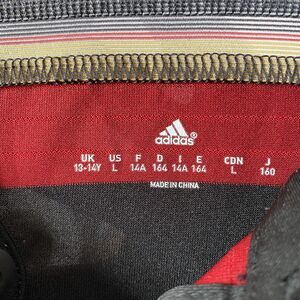 adidas®
UK US F D I E CDN J
13-14Y L 14A 164 14A 164 L 160
MADE IN CHINA